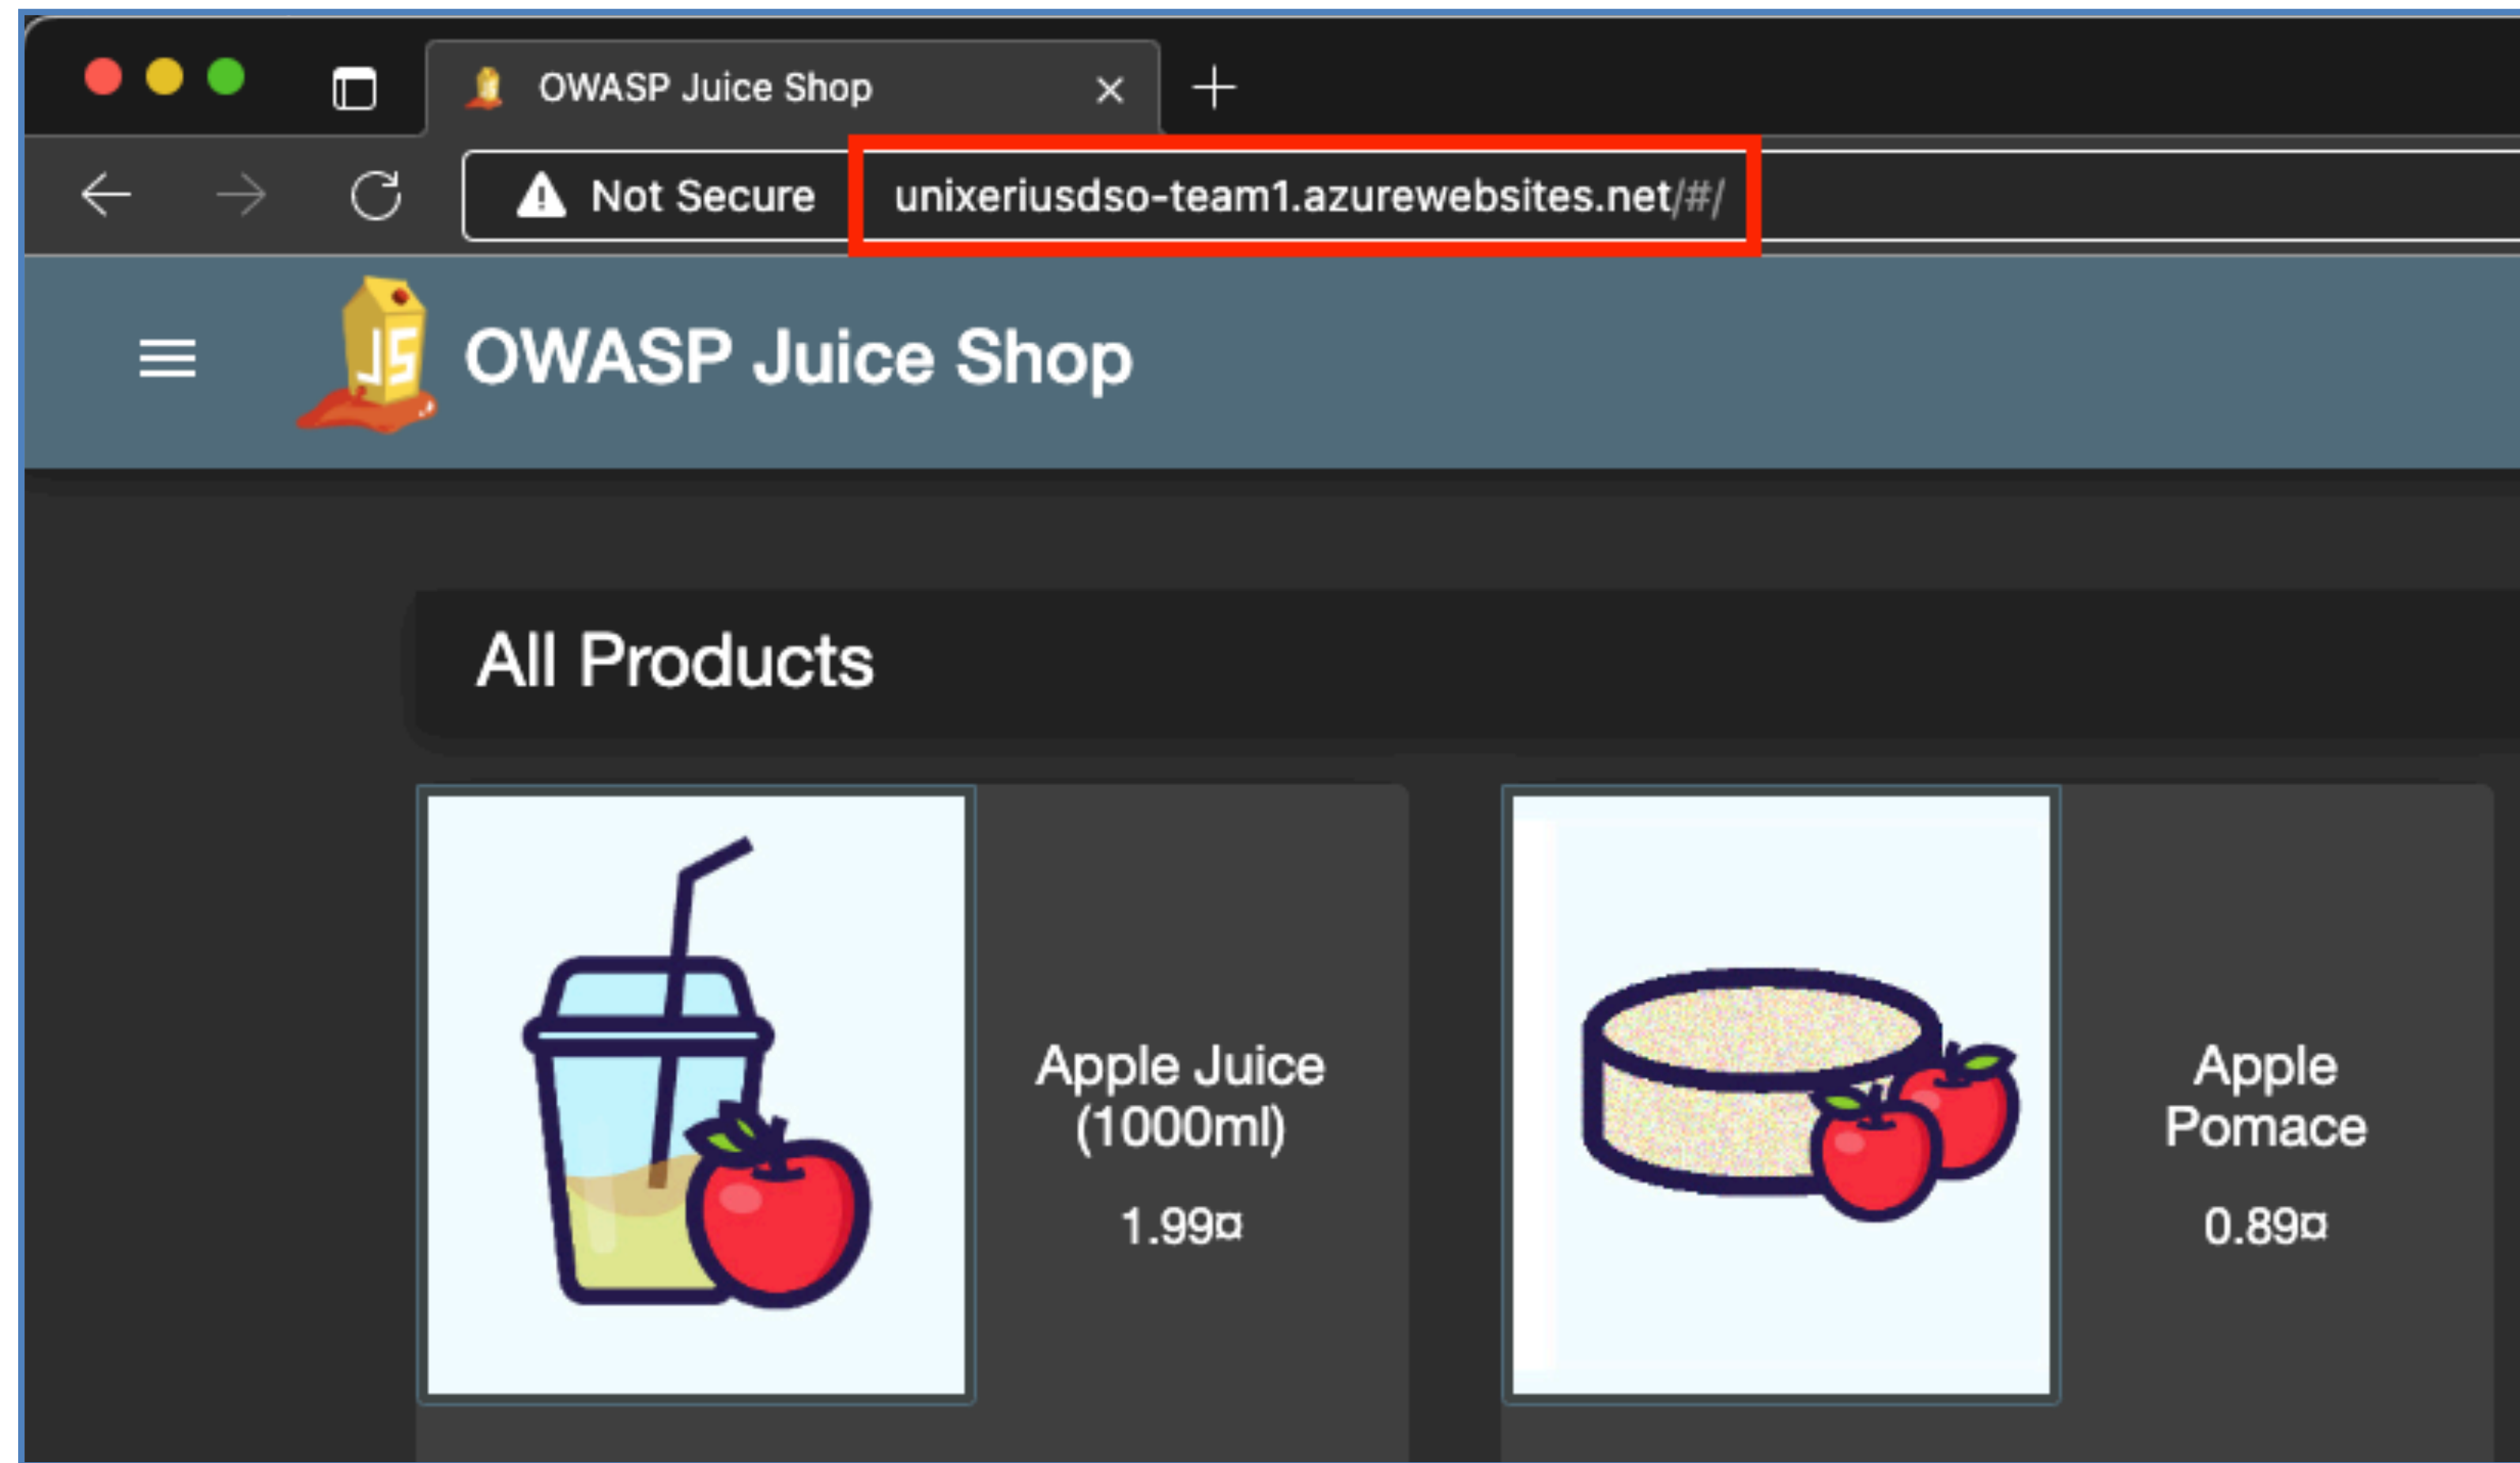 OWASP Juice Shop
Not Secure unixeriusdso-team1.azurewebsites.net/#/
JS OWASP Juice Shop
All Products
Apple Juice
(1000ml)
1.99¤
Apple
Pomace
0.89¤